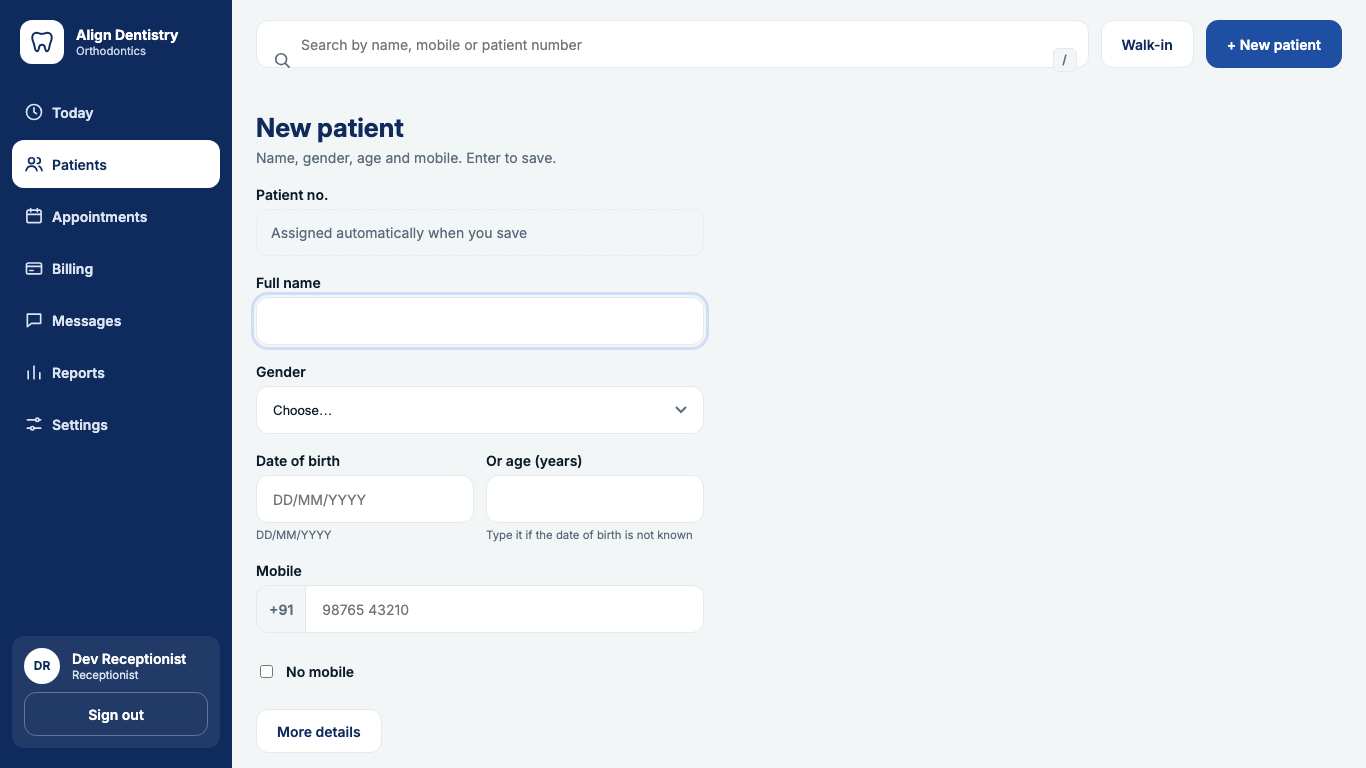 Align Dentistry
Orthodontics
Today
Patients
Appointments
Billing
Messages
Reports
Settings
DR
Dev Receptionist
Receptionist
Sign out
Search by name, mobile or patient number
/
Walk-in
+ New patient
New patient
Name, gender, age and mobile. Enter to save.
Patient no.
Assigned automatically when you save
Full name
Gender
Choose...
Date of birth
DD/MM/YYYY
DD/MM/YYYY
Or age (years)
Type it if the date of birth is not known
Mobile
+91 98765 43210
No mobile
More details